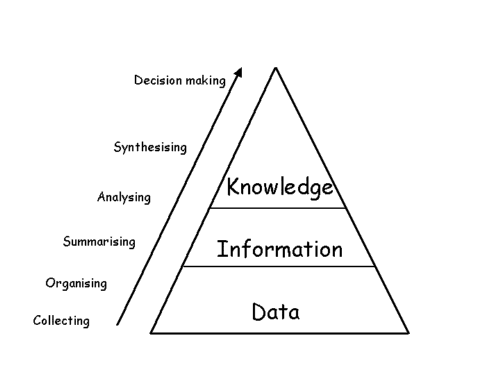 Decision making
Synthesising
Knowledge
Analysing
Summarising
Information
Organising
Data
Collecting